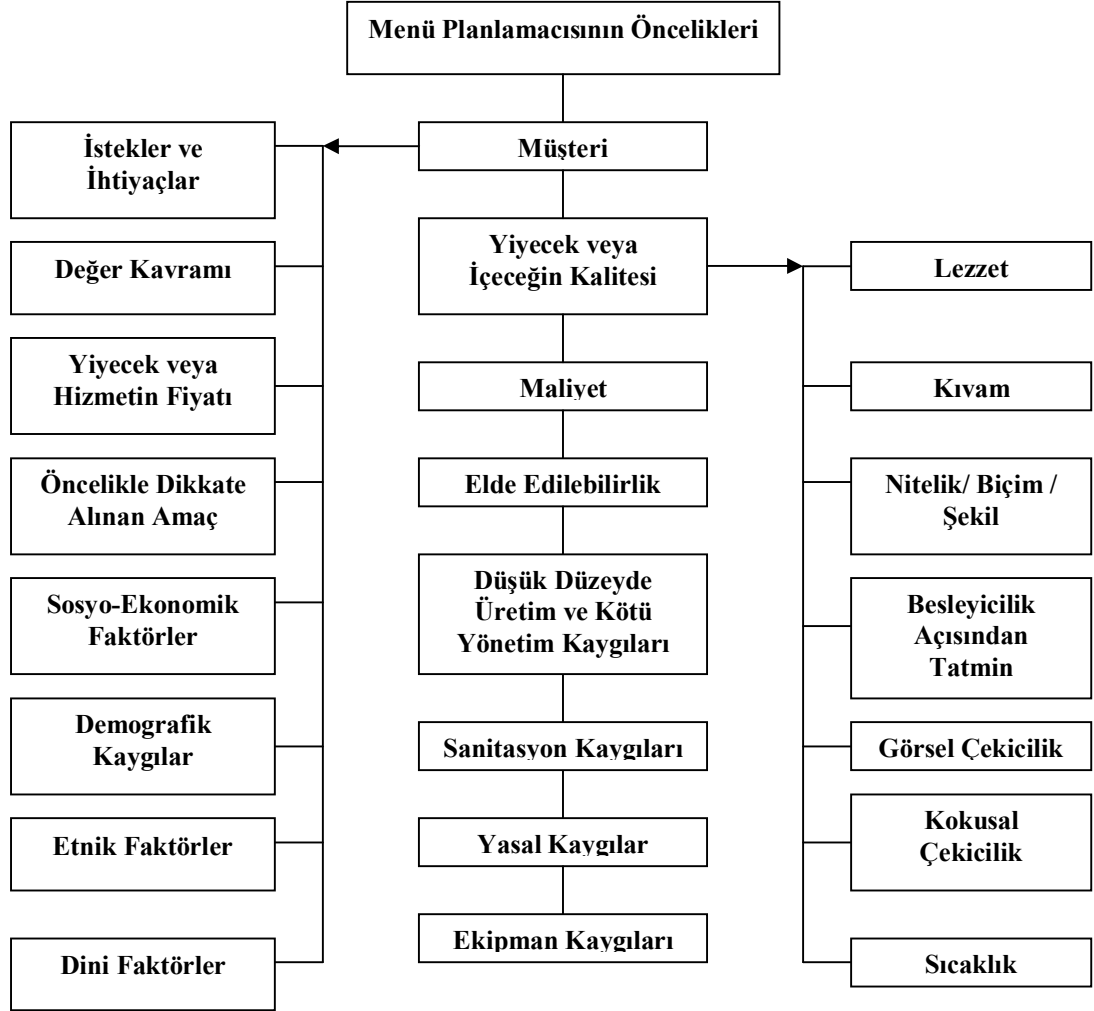 Menü Planlamacısının Öncelikleri
Müşteri
Yiyecek veya
İçeceğin Kalitesi
Maliyet
Elde Edilebilirlik
Düşük Düzeyde
Üretim ve Kötü
Yönetim Kaygıları
Sanitasyon Kaygıları
Yasal Kaygılar
Ekipman Kaygıları
İstekler ve
İhtiyaçlar
Değer Kavramı
Yiyecek veya
Hizmetin Fiyatı
Öncelikle Dikkate
Alınan Amaç
Sosyo-Ekonomik
Faktörler
Demografik
Kaygılar
Etnik Faktörler
Dini Faktörler
Lezzet
Kıvam
Nitelik/ Biçim /
Şekil
Besleyicilik
Açısından
Tatmin
Görsel Çekicilik
Kokusal
Çekicilik
Sıcaklık